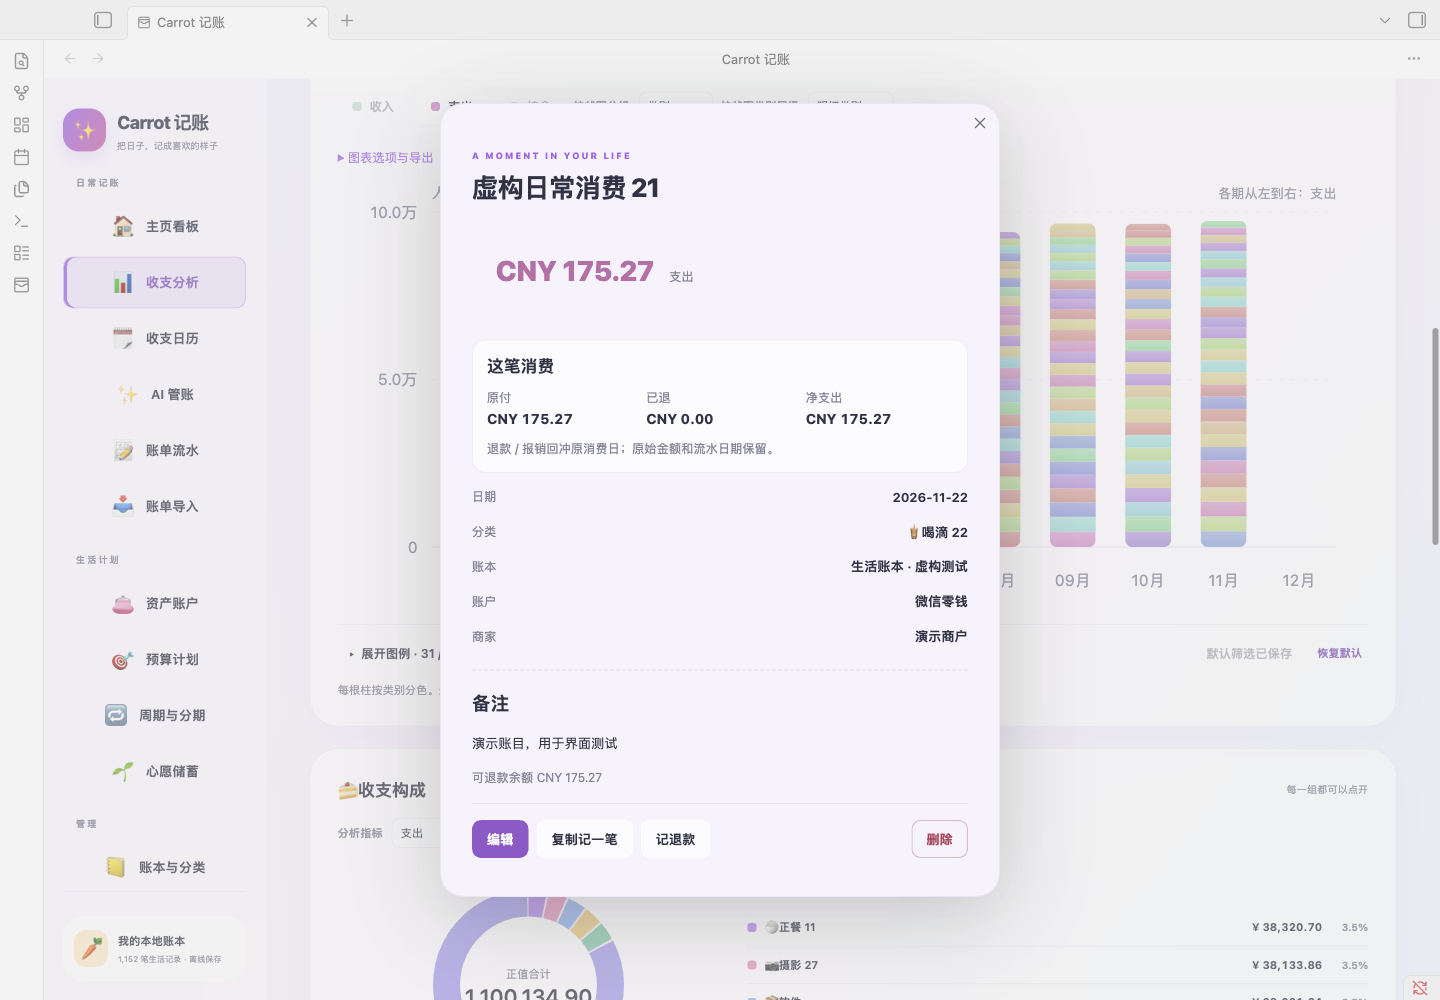 Carrot 记账
Carrot 记账
Carrot 记账
把日子，记成喜欢的样子
日常记账
主页看板
收支分析
收支日历
AI 管账
账单流水
账单导入
生活计划
资产账户
预算计划
周期与分期
心愿储蓄
管理
账本与分类
我的本地账本
1,152 笔生活记录 · 离线保存
收入
图表选项与导出
各期从左到右：支出
10.0万
5.0万
0
月
09月
10月
11月
12月
展开图例 · 31 /
默认筛选已保存
恢复默认
每根柱按类别分色。
A MOMENT IN YOUR LIFE
虚构日常消费 21
CNY 175.27 支出
这笔消费
原付 已退 净支出
CNY 175.27 CNY 0.00 CNY 175.27
退款 / 报销回冲原消费日；原始金额和流水日期保留。
日期 2026-11-22
分类 喝滴 22
账本 生活账本 · 虚构测试
账户 微信零钱
商家 演示商户
备注
演示账目，用于界面测试
可退款余额 CNY 175.27
编辑 复制记一笔 记退款 删除
收支构成
每一组都可以点开
分析指标 支出
正值合计
1,100,134.90
正餐 11 ¥ 38,320.70 3.5%
摄影 27 ¥ 38,133.86 3.5%